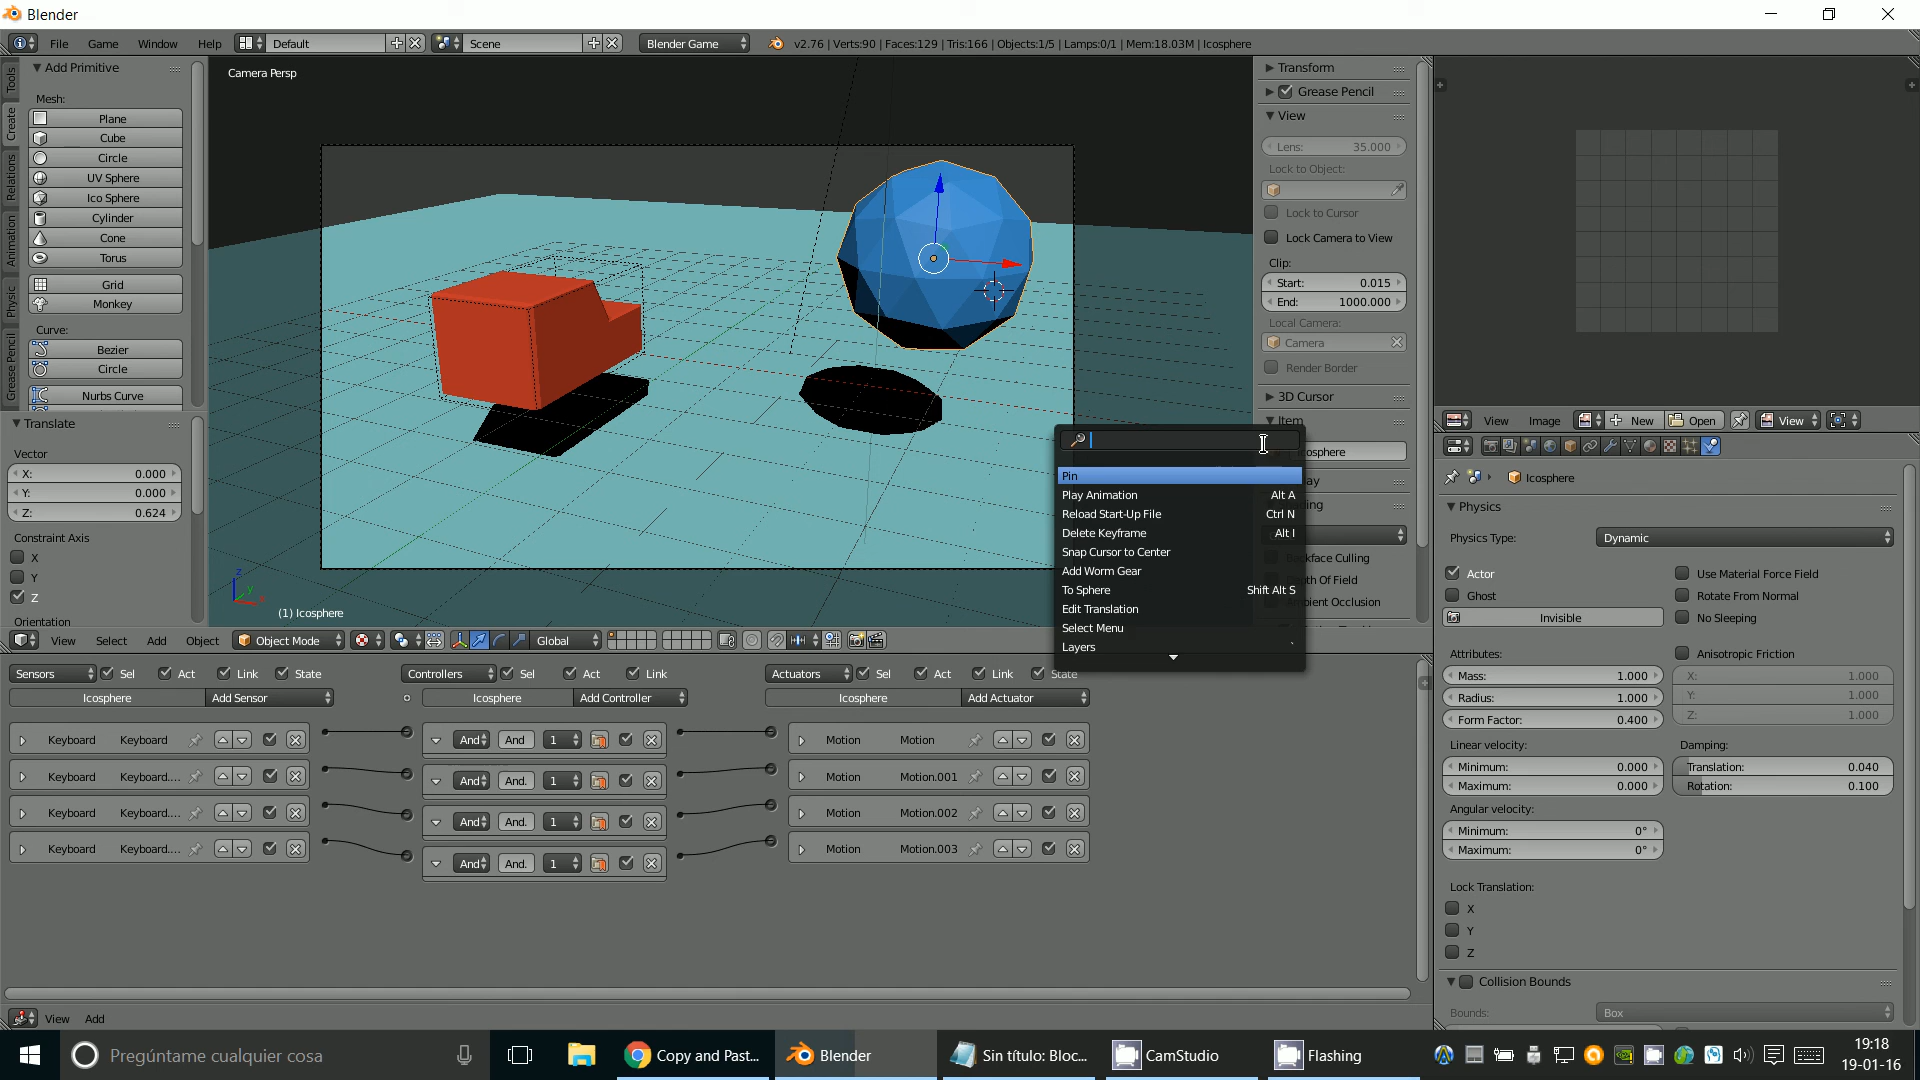 Blender
File Game Window Help Default Scene Blender Game v2.76 | Verts:90 | Faces:129 | Tris:166 | Objects:1/5 | Lamps:0/1 | Mem:18.03M | Icosphere
Tools
Create
Relations
Animation
Physic
Grease Pencil
Add Primitive
Mesh:
Plane
Cube
Circle
UV Sphere
Ico Sphere
Cylinder
Cone
Torus
Grid
Monkey
Curve:
Bezier
Circle
Nurbs Curve
Translate
Vector
X: 0.000
Y: 0.000
Z: 0.624
Constraint Axis
X
Y
Z
Orientation
Camera Persp
(1) Icosphere
View Select Add Object Object Mode Global
Transform
Grease Pencil
View
Lens: 35.000
Lock to Object:
Lock to Cursor
Lock Camera to View
Clip:
Start: 0.015
End: 1000.000
Local Camera:
Camera
Render Border
3D Cursor
Item
Icosphere
Backface Culling
Depth Of Field
Ambient Occlusion
Pin
Play Animation Alt A
Reload Start-Up File Ctrl N
Delete Keyframe Alt I
Snap Cursor to Center
Add Worm Gear
To Sphere Shift Alt S
Edit Translation
Select Menu
Layers `
View Image New Open View
Icosphere
Physics
Physics Type: Dynamic
Actor
Ghost
Invisible
Use Material Force Field
Rotate From Normal
No Sleeping
Attributes:
Mass: 1.000
Radius: 1.000
Form Factor: 0.400
Anisotropic Friction
X: 1.000
Y: 1.000
Z: 1.000
Linear velocity:
Minimum: 0.000
Maximum: 0.000
Damping:
Translation: 0.040
Rotation: 0.100
Angular velocity:
Minimum: 0°
Maximum: 0°
Lock Translation:
X
Y
Z
Collision Bounds
Bounds: Box
Sensors Sel Act Link State
Icosphere Add Sensor
Keyboard Keyboard
Keyboard Keyboard....
Keyboard Keyboard....
Keyboard Keyboard....
Controllers Sel Act Link
Icosphere Add Controller
And And 1
And And. 1
And And. 1
And And. 1
Actuators Sel Act Link State
Icosphere Add Actuator
Motion Motion
Motion Motion.001
Motion Motion.002
Motion Motion.003
View Add
Pregúntame cualquier cosa
Copy and Past...
Blender
Sin título: Bloc...
CamStudio
Flashing
19:18
19-01-16